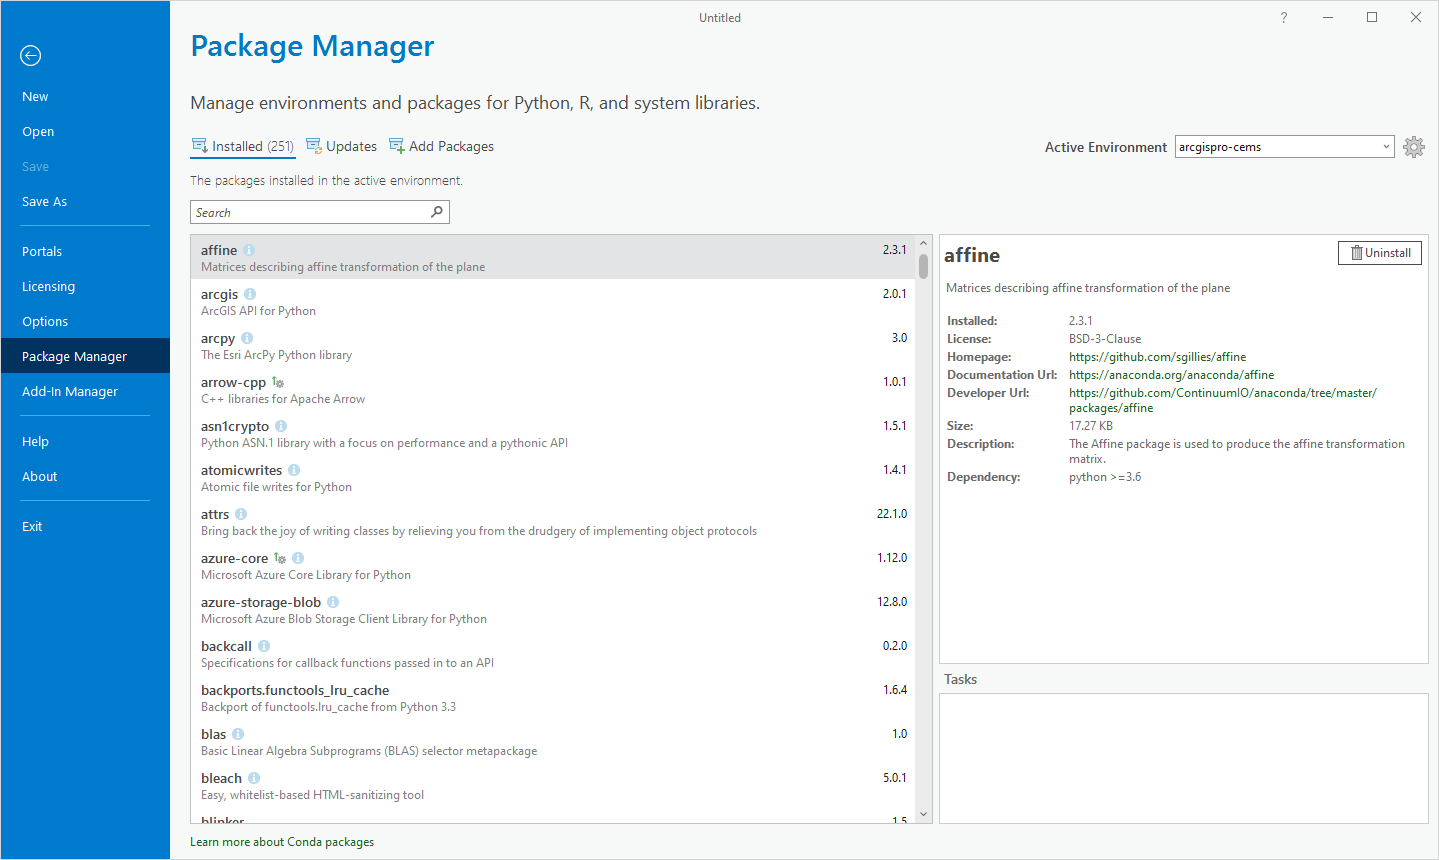 Untitled
?
Package Manager
New
Open
Save
Save As
Portals
Licensing
Options
Package Manager
Add-In Manager
Help
About
Exit
Manage environments and packages for Python, R, and system libraries.
Installed (251) Updates Add Packages
Active Environment arcgispro-cems
The packages installed in the active environment.
Search
affine 2.3.1
Matrices describing affine transformation of the plane
arcgis 2.0.1
ArcGIS API for Python
arcpy 3.0
The Esri ArcPy Python library
arrow-cpp 1.0.1
C++ libraries for Apache Arrow
asn1crypto 1.5.1
Python ASN.1 library with a focus on performance and a pythonic API
atomicwrites 1.4.1
Atomic file writes for Python
attrs 22.1.0
Bring back the joy of writing classes by relieving you from the drudgery of implementing object protocols
azure-core 1.12.0
Microsoft Azure Core Library for Python
azure-storage-blob 12.8.0
Microsoft Azure Blob Storage Client Library for Python
backcall 0.2.0
Specifications for callback functions passed in to an API
backports.functools_lru_cache 1.6.4
Backport of functools.lru_cache from Python 3.3
blas 1.0
Basic Linear Algebra Subprograms (BLAS) selector metapackage
bleach 5.0.1
Easy, whitelist-based HTML-sanitizing tool
blinker 1.5
Learn more about Conda packages
affine
Uninstall
Matrices describing affine transformation of the plane
Installed: 2.3.1
License: BSD-3-Clause
Homepage: https://github.com/sgillies/affine
Documentation Url: https://anaconda.org/anaconda/affine
Developer Url: https://github.com/ContinuumIO/anaconda/tree/master/
packages/affine
Size: 17.27 KB
Description: The Affine package is used to produce the affine transformation
matrix.
Dependency: python >=3.6
Tasks